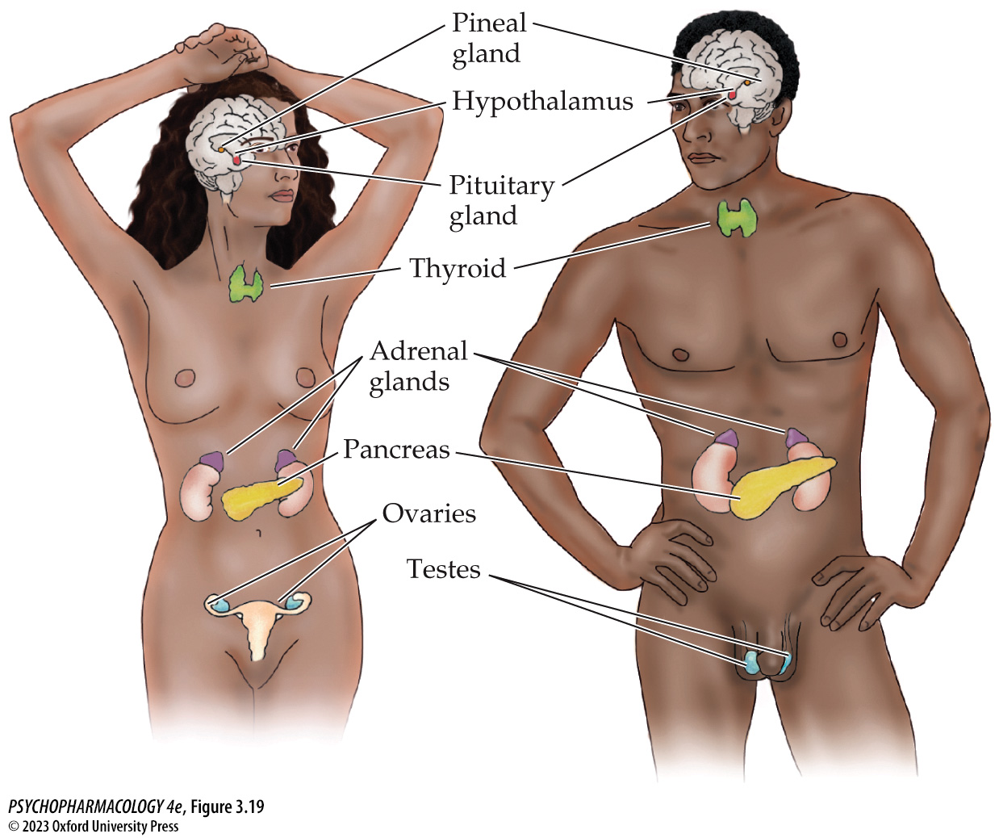 Pineal
gland
Hypothalamus
Pituitary
gland
Thyroid
Adrenal
glands
Pancreas
Ovaries
Testes
PSYCHOPHARMACOLOGY 4e, Figure 3.19
© 2023 Oxford University Press